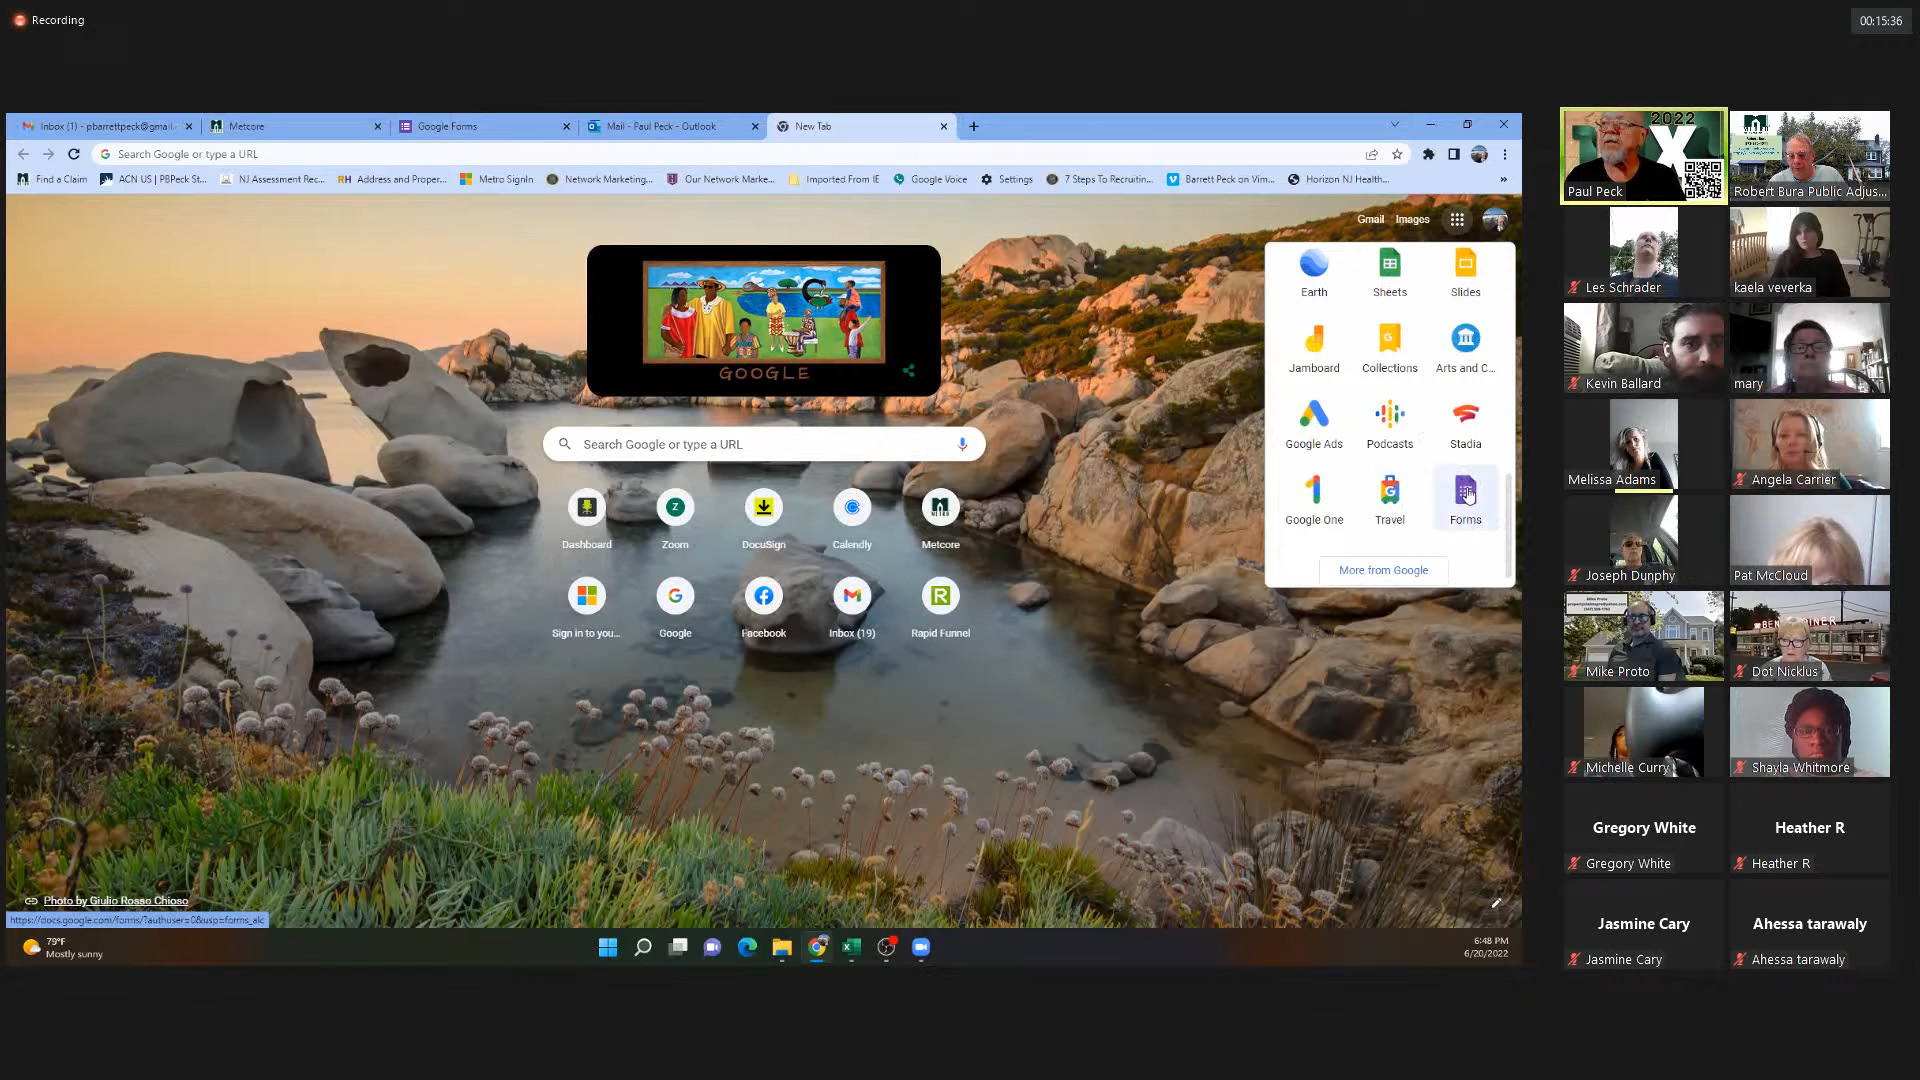 Recording
00:15:36
Inbox (1) - pbarrettpeck@gmail.
Metcore
Google Forms
Mail - Paul Peck - Outlook
New Tab
Search Google or type a URL
Find a Claim
ACN US | PBPeck St...
NJ Assessment Rec...
RH Address and Proper...
Metro SignIn
Network Marketing...
Our Network Marke...
Imported From IE
Google Voice
Settings
7 Steps To Recruitin...
Barrett Peck on Vim...
Horizon NJ Health...
»
Gmail Images
GOOGLE
Search Google or type a URL
Dashboard
Zoom
DocuSign
Calendly
Metcore
Sign in to you...
Google
Facebook
Inbox (19)
Rapid Funnel
Earth
Sheets
Slides
Jamboard
Collections
Arts and C...
Google Ads
Podcasts
Stadia
Google One
Travel
Forms
More from Google
Photo by Giulio Rosso Chioso
https://docs.google.com/forms/?authuser=0&usp=forms_alc
79°F
Mostly sunny
6:48 PM
6/20/2022
2022
Paul Peck
Robert Bura Public Adjus...
Les Schrader
kaela veverka
Kevin Ballard
mary
Melissa Adams
Angela Carrier
Joseph Dunphy
Pat McCloud
Mike Proto
Mike Proto
Dot Nicklus
Michelle Curry
Shayla Whitmore
Gregory White
Gregory White
Heather R
Heather R
Jasmine Cary
Jasmine Cary
Ahessa tarawaly
Ahessa tarawaly